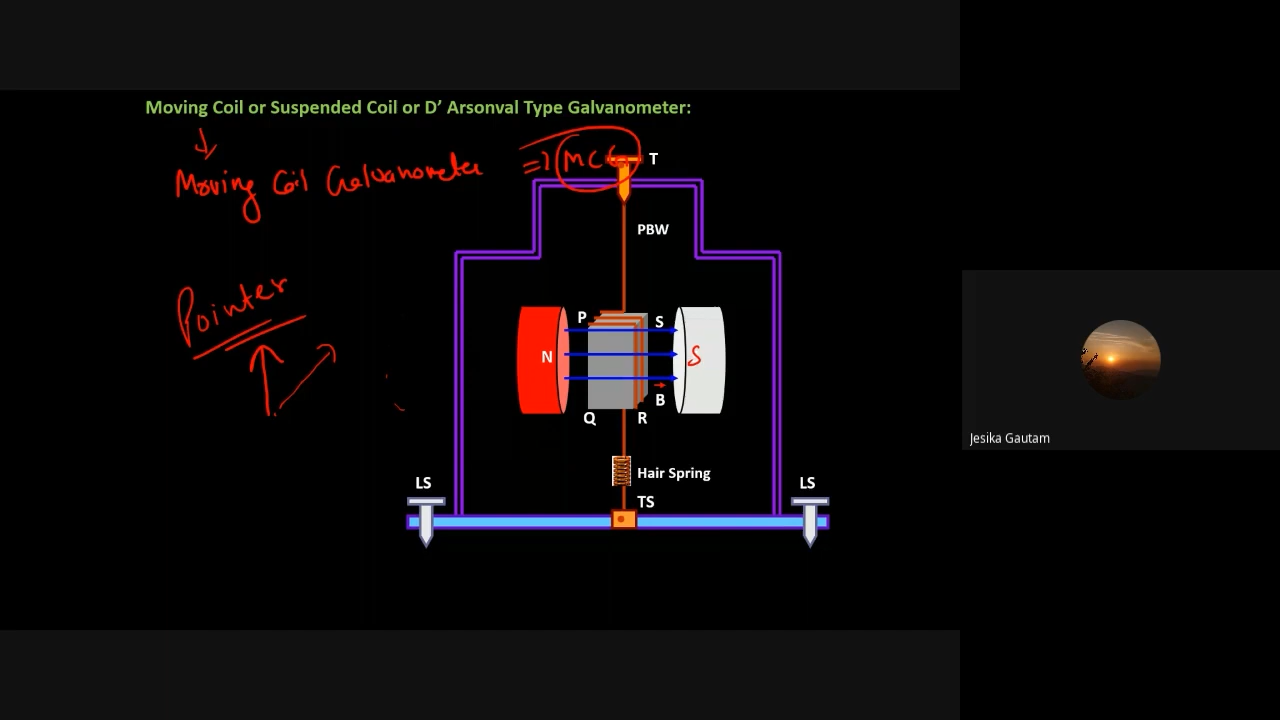 Moving Coil or Suspended Coil or D’ Arsonval Type Galvanometer:
Moving Coil Galvanometer => MCG
T
PBW
Pointer
P
S
N
S
B
Q
R
Hair Spring
LS
TS
LS
Jesika Gautam